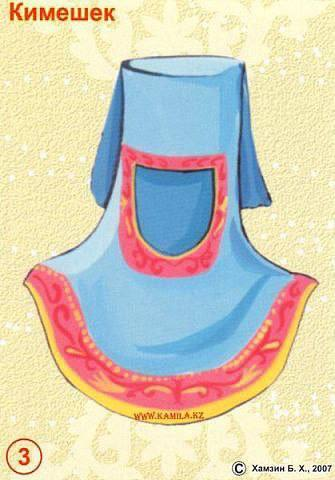 Кимешек
WWW.KAMILA.KZ
3
© Хамзин Б. Х., 2007